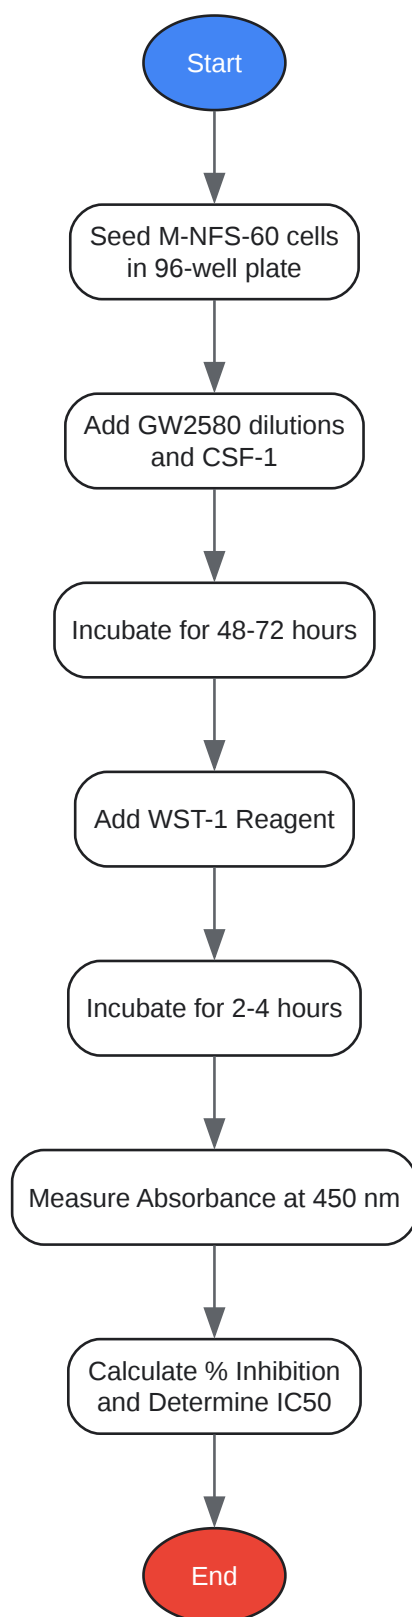 Start
Seed M-NFS-60 cells
in 96-well plate
Add GW2580 dilutions
and CSF-1
Incubate for 48-72 hours
Add WST-1 Reagent
Incubate for 2-4 hours
Measure Absorbance at 450 nm
Calculate % Inhibition
and Determine IC50
End